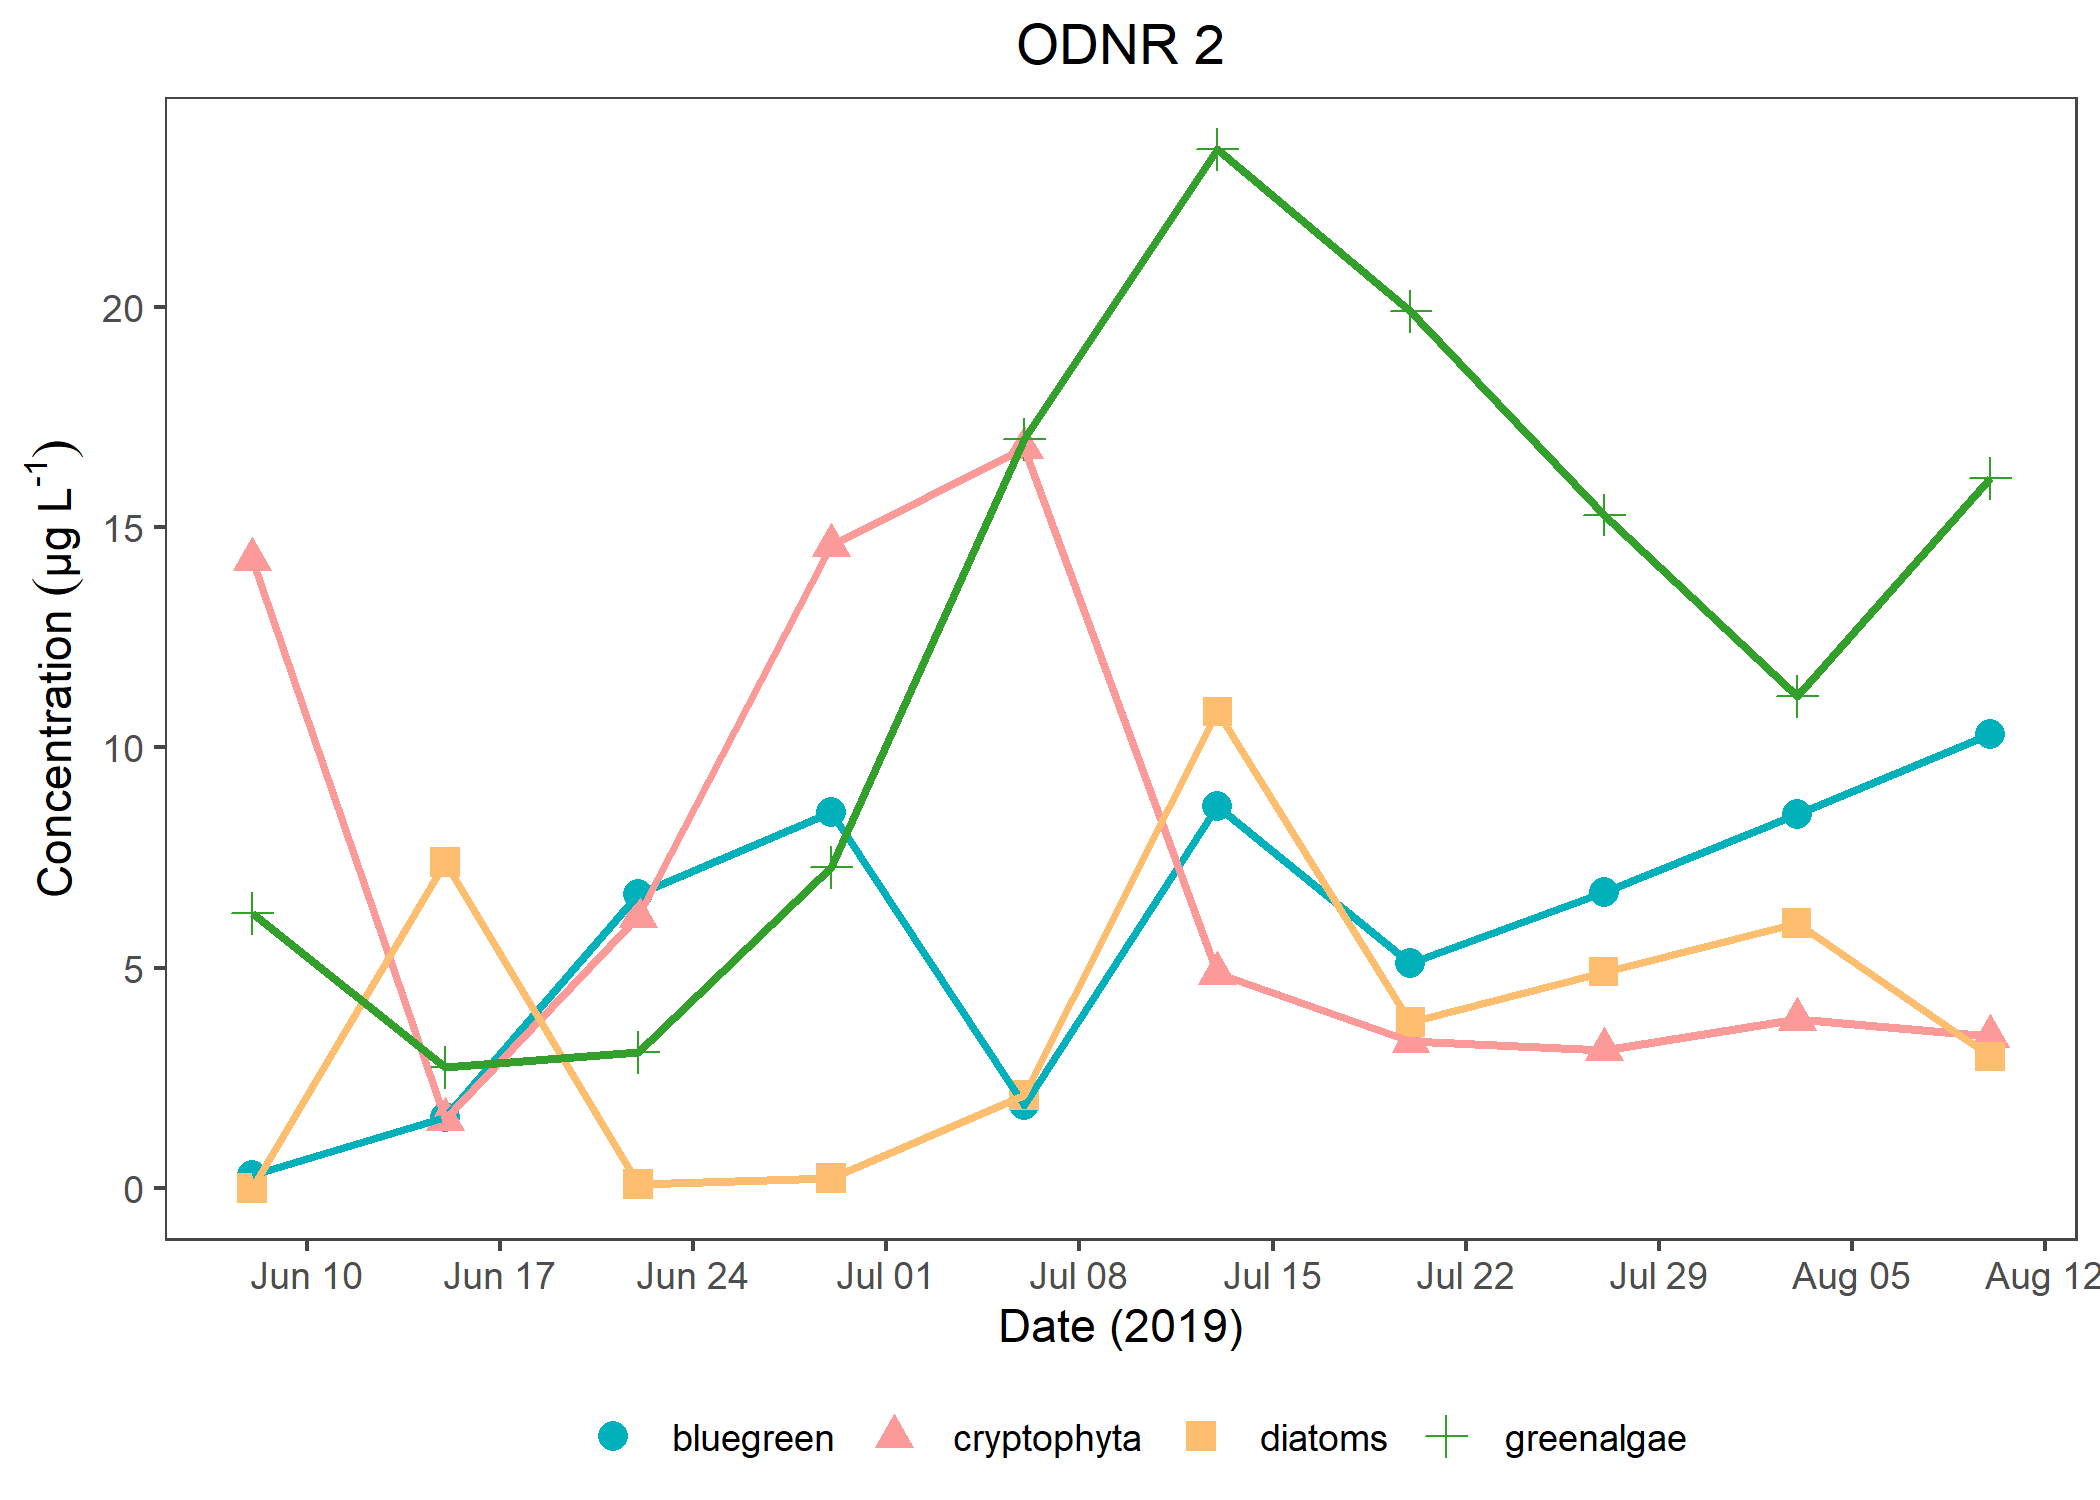 ODNR 2
Concentration (µg L⁻¹)
20
15
10
5
0
Jun 10 Jun 17 Jun 24 Jul 01 Jul 08 Jul 15 Jul 22 Jul 29 Aug 05 Aug 12
Date (2019)
bluegreen cryptophyta diatoms greenalgae